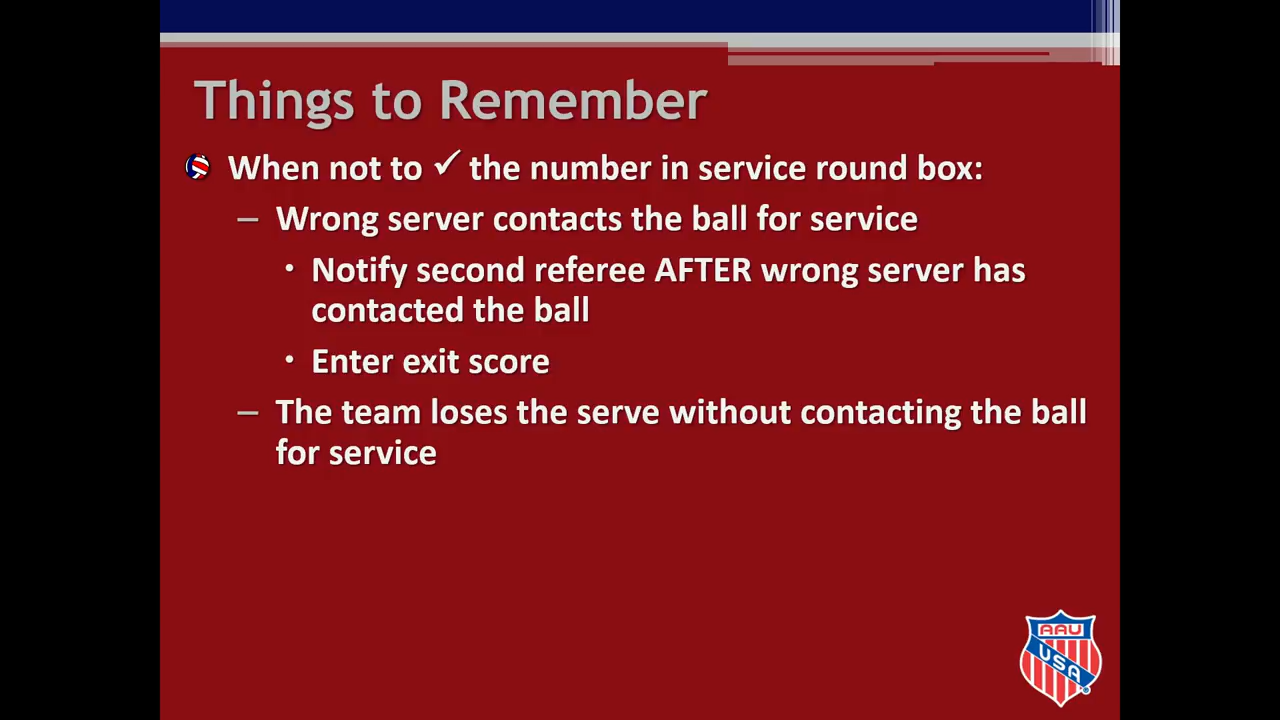 Things to Remember
When not to ✓ the number in service round box:
– Wrong server contacts the ball for service
• Notify second referee AFTER wrong server has
contacted the ball
• Enter exit score
– The team loses the serve without contacting the ball
for service
AAU
USA
®